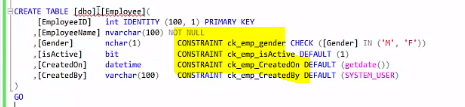 CREATE TABLE [dbo].[Employee](
[EmployeeID] int IDENTITY (100, 1) PRIMARY KEY
,[EmployeeName] nvarchar(100) NOT NULL
,[Gender] nchar(1) CONSTRAINT ck_emp_gender CHECK ([Gender] IN ('M', 'F'))
,[isActive] bit CONSTRAINT ck_emp_isActive DEFAULT (1)
,[CreatedOn] datetime CONSTRAINT ck_emp_CreatedOn DEFAULT (getdate())
,[CreatedBy] varchar(100) CONSTRAINT ck_emp_CreatedBy DEFAULT (SYSTEM_USER)
)
GO